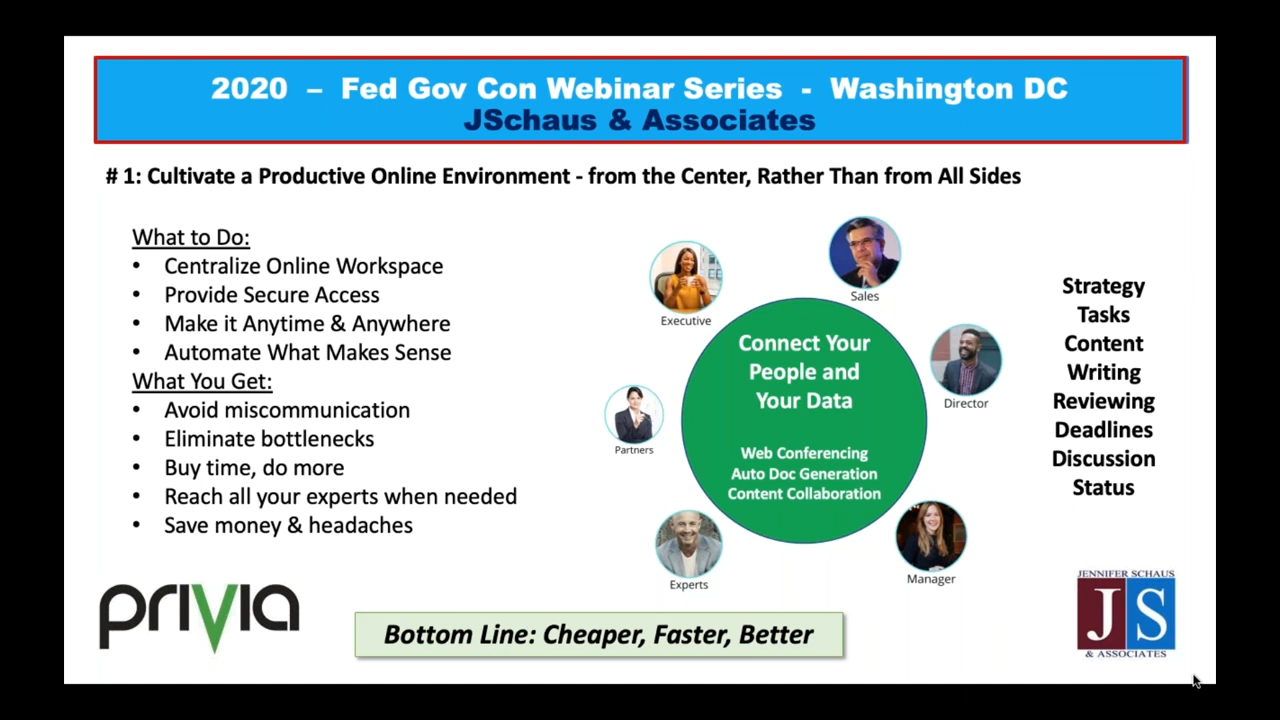 2020 – Fed Gov Con Webinar Series - Washington DC
JSchaus & Associates
# 1: Cultivate a Productive Online Environment - from the Center, Rather Than from All Sides
What to Do:
• Centralize Online Workspace
• Provide Secure Access
• Make it Anytime & Anywhere
• Automate What Makes Sense
What You Get:
• Avoid miscommunication
• Eliminate bottlenecks
• Buy time, do more
• Reach all your experts when needed
• Save money & headaches
Executive
Sales
Director
Partners
Experts
Manager
Connect Your
People and
Your Data
Web Conferencing
Auto Doc Generation
Content Collaboration
Strategy
Tasks
Content
Writing
Reviewing
Deadlines
Discussion
Status
privia
Bottom Line: Cheaper, Faster, Better
JENNIFER SCHAUS
JS
& ASSOCIATES